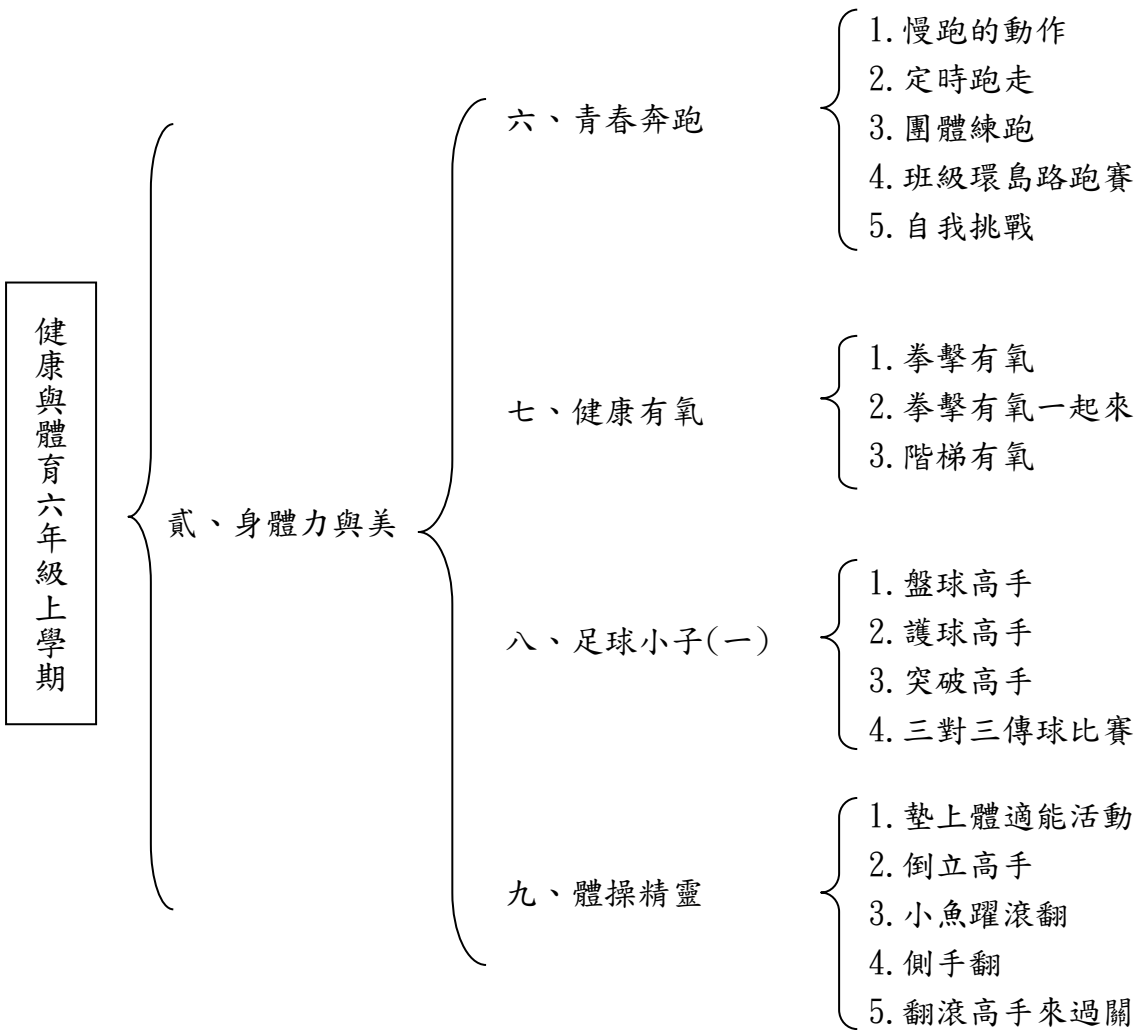 健康與體育六年級上學期
貳、身體力與美
六、青春奔跑
1.慢跑的動作
2.定時跑走
3.團體練跑
4.班級環島路跑賽
5.自我挑戰
七、健康有氧
1.拳擊有氧
2.拳擊有氧一起來
3.階梯有氧
八、足球小子(一)
1.盤球高手
2.護球高手
3.突破高手
4.三對三傳球比賽
九、體操精靈
1.墊上體適能活動
2.倒立高手
3.小魚躍滾翻
4.側手翻
5.翻滾高手來過關